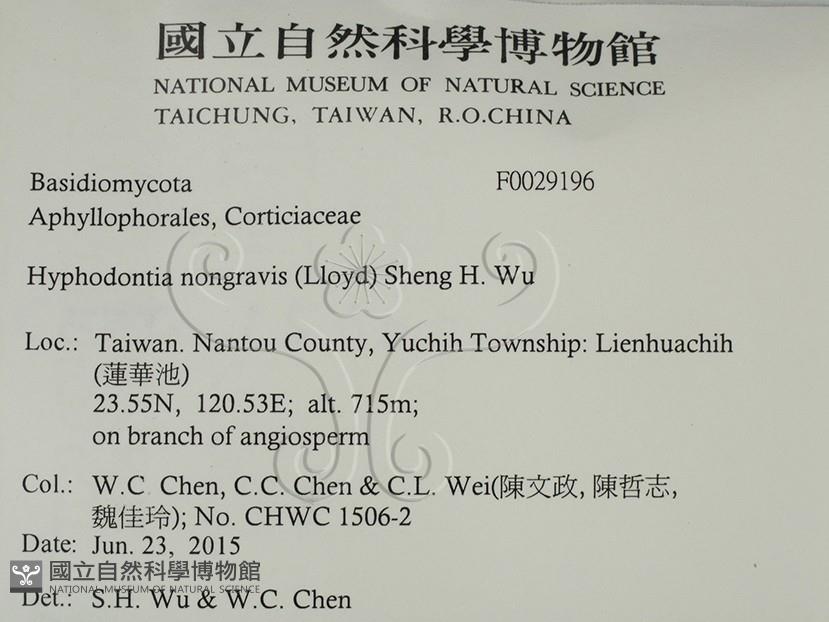 國立自然科學博物館
NATIONAL MUSEUM OF NATURAL SCIENCE
TAICHUNG, TAIWAN, R.O.CHINA
Basidiomycota F0029196
Aphyllophorales, Corticiaceae
Hyphodontia nongravis (Lloyd) Sheng H. Wu
Loc.: Taiwan. Nantou County, Yuchih Township: Lienhuachih
(蓮華池)
23.55N, 120.53E; alt. 715m;
on branch of angiosperm
Col.: W.C. Chen, C.C. Chen & C.L. Wei(陳文政, 陳哲志,
魏佳玲); No. CHWC 1506-2
Date: Jun. 23, 2015
國立自然科學博物館
NATIONAL MUSEUM OF NATURAL SCIENCE
Det.: S.H. Wu & W.C. Chen